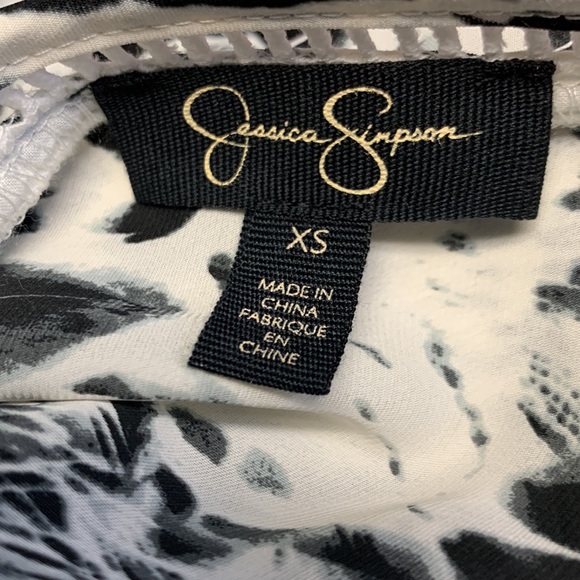 Jessica Simpson
XS
MADE IN
CHINA
FABRIQUE
EN
CHINE